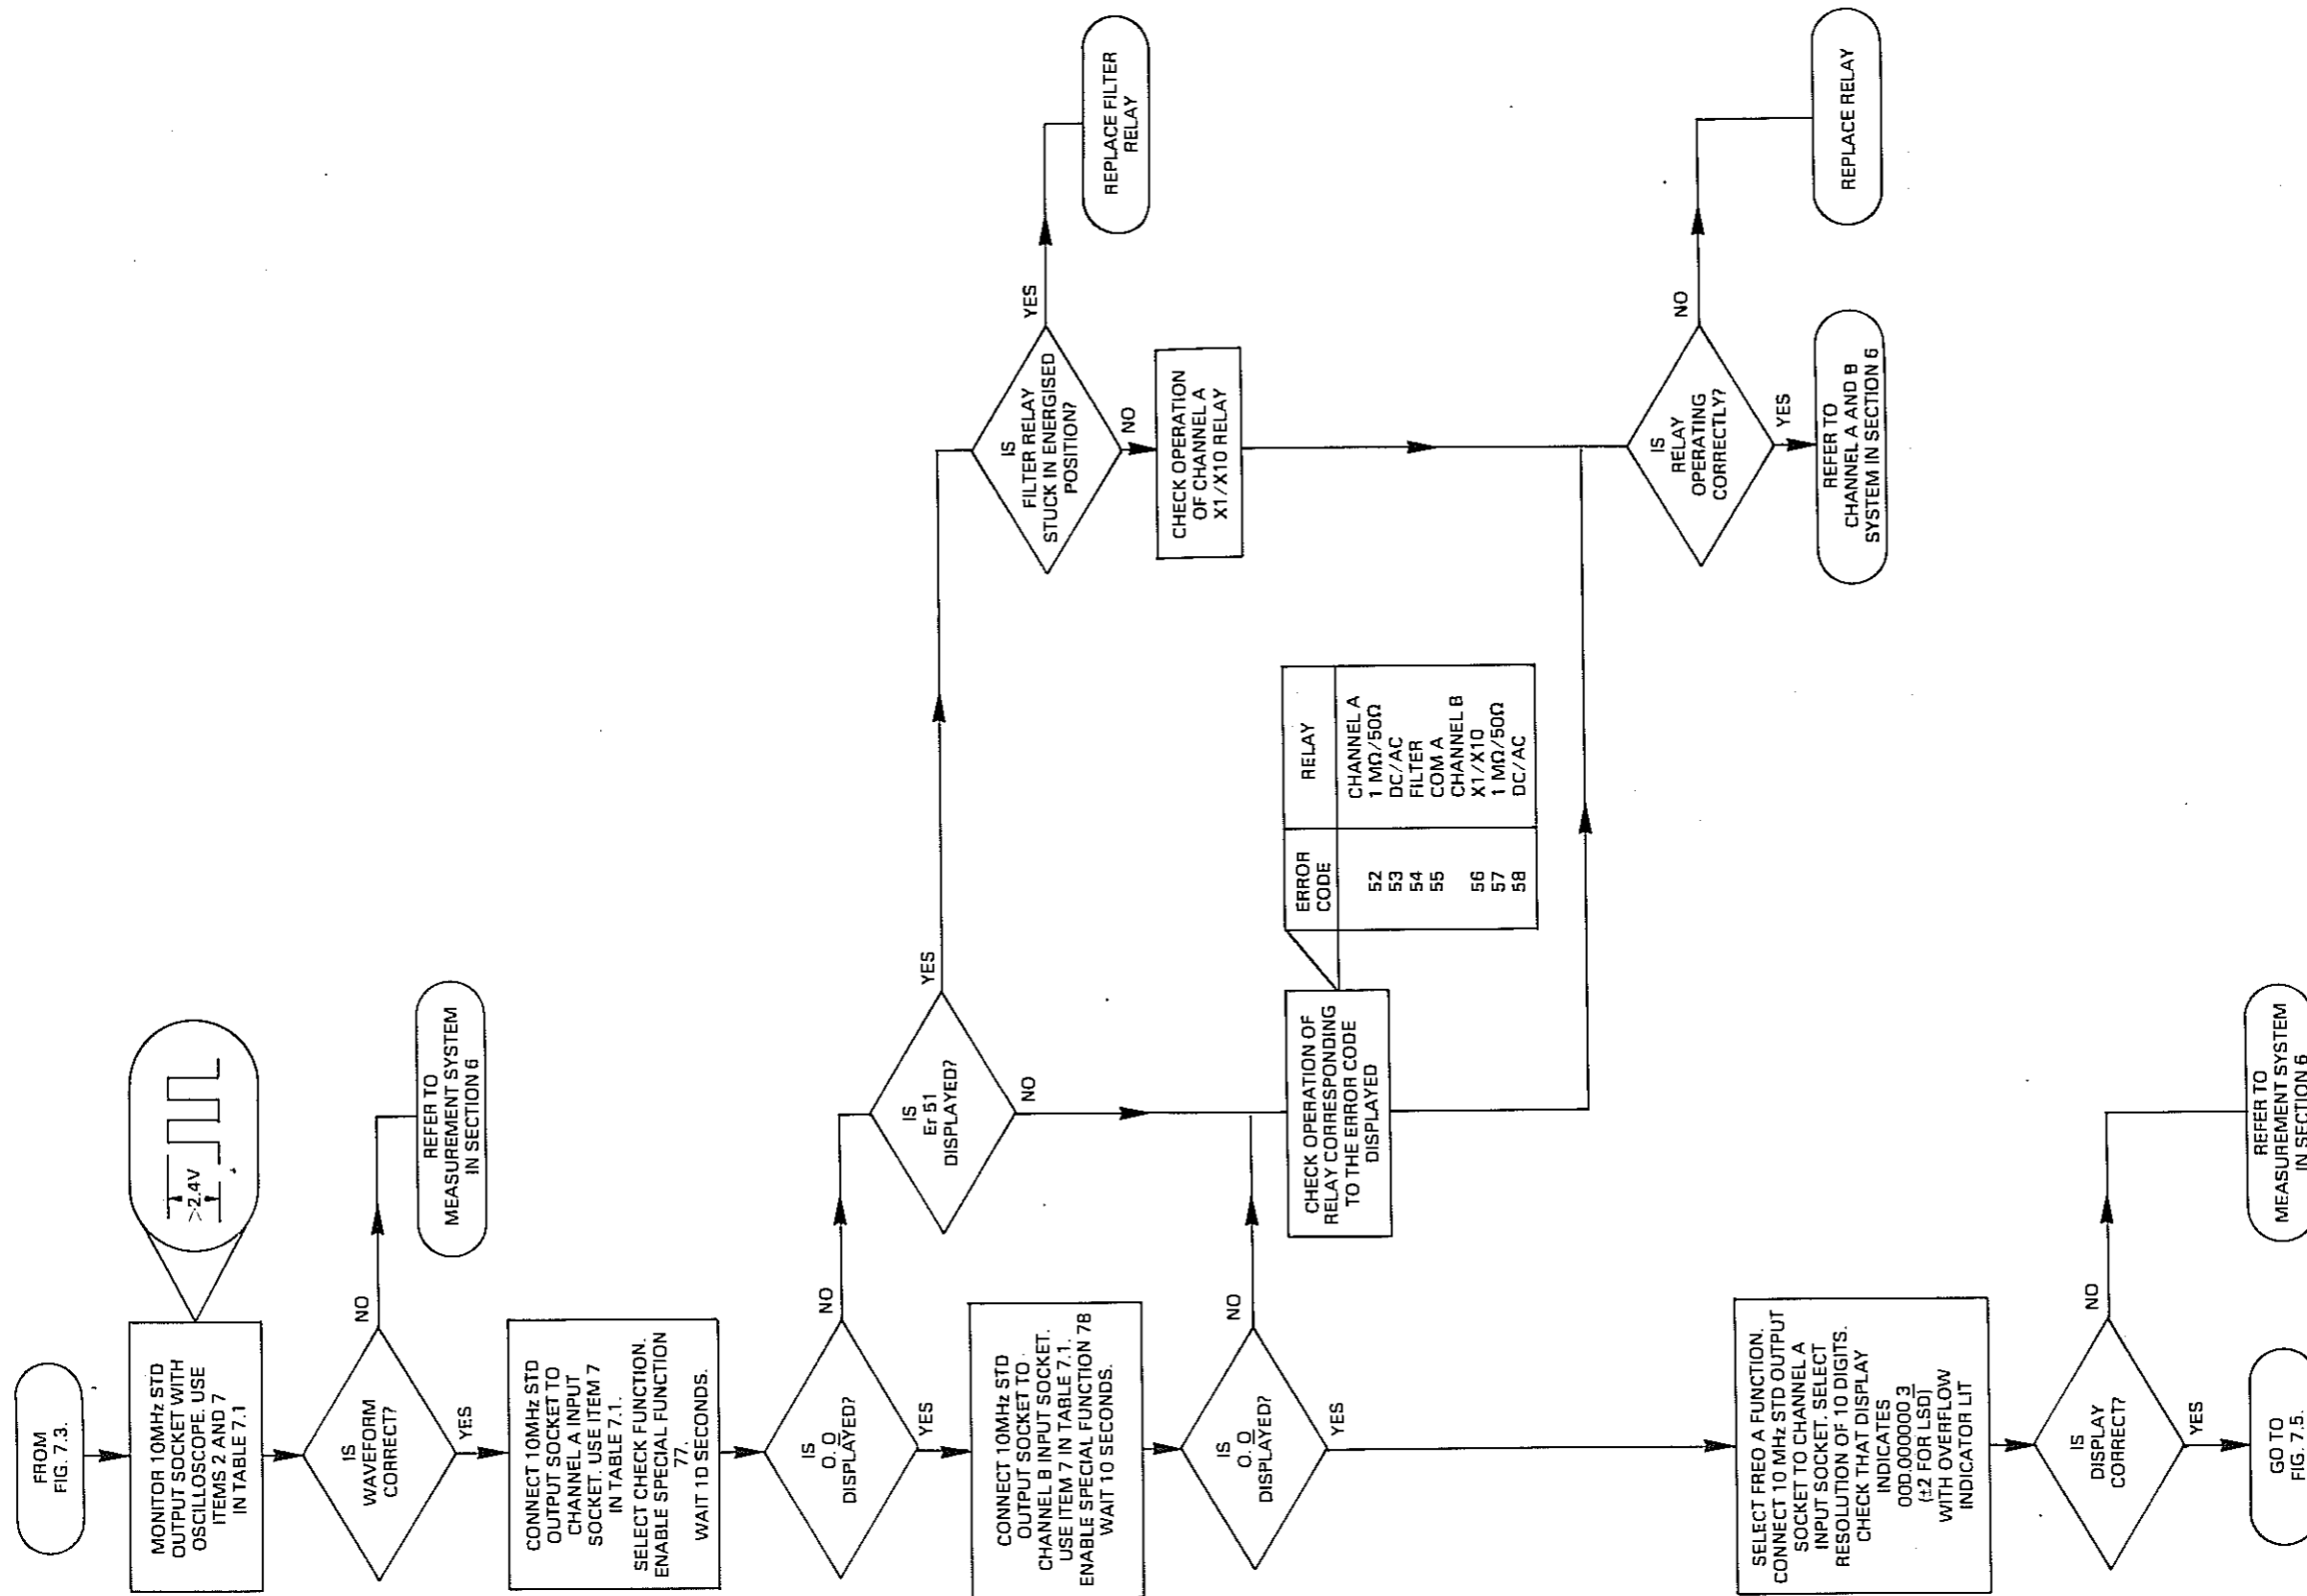 FROM
FIG. 7.3.
MONITOR 10MHz STD
OUTPUT SOCKET WITH
OSCILLOSCOPE. USE
ITEMS 2 AND 7
IN TABLE 7.1
>2.4V
IS
WAVEFORM
CORRECT?
NO
YES
REFER TO
MEASUREMENT SYSTEM
IN SECTION 6
CONNECT 10MHz STD
OUTPUT SOCKET TO
CHANNEL A INPUT
SOCKET. USE ITEM 7
IN TABLE 7.1.
SELECT CHECK FUNCTION.
ENABLE SPECIAL FUNCTION
77.
WAIT 10 SECONDS.
IS
0.0
DISPLAYED?
NO
YES
IS
Er 51
DISPLAYED?
YES
NO
IS
FILTER RELAY
STUCK IN ENERGISED
POSITION?
YES
NO
REPLACE FILTER
RELAY
CHECK OPERATION
OF CHANNEL A
X1/X10 RELAY
CONNECT 10MHz STD
OUTPUT SOCKET TO
CHANNEL B INPUT SOCKET.
USE ITEM 7 IN TABLE 7.1.
ENABLE SPECIAL FUNCTION 78
WAIT 10 SECONDS.
IS
0.0
DISPLAYED?
NO
YES
CHECK OPERATION OF
RELAY CORRESPONDING
TO THE ERROR CODE
DISPLAYED
ERROR
CODE
RELAY
CHANNEL A
52 1 MΩ/50Ω
53 DC/AC
54 FILTER
55 COM A
CHANNEL B
56 X1/X10
57 1 MΩ/50Ω
58 DC/AC
IS
RELAY
OPERATING
CORRECTLY?
NO
YES
REPLACE RELAY
REFER TO
CHANNEL A AND B
SYSTEM IN SECTION 6
SELECT FREQ A FUNCTION.
CONNECT 10 MHz STD OUTPUT
SOCKET TO CHANNEL A
INPUT SOCKET. SELECT
RESOLUTION OF 10 DIGITS.
CHECK THAT DISPLAY
INDICATES
000.0000000 3
(±2 FOR LSD)
WITH OVERFLOW
INDICATOR LIT
IS
DISPLAY
CORRECT?
NO
YES
REFER TO
MEASUREMENT SYSTEM
IN SECTION 6
GO TO
FIG. 7.5.